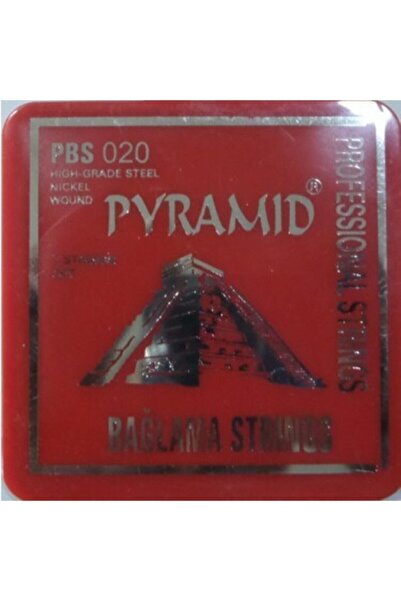 PBS 020
HIGH-GRADE STEEL
NICKEL
WOUND
PYRAMID®
PROFESSIONAL STRINGS
BAĞLAMA STRINGS